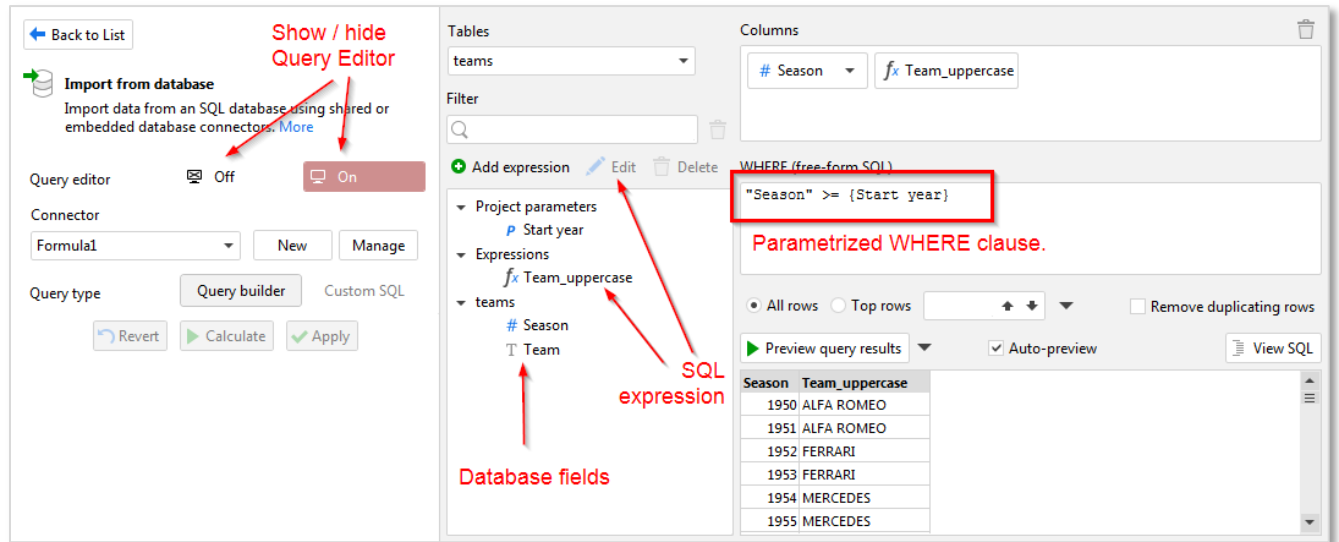 Back to List
Show / hide
Query Editor
Import from database
Import data from an SQL database using shared or
embedded database connectors. More
Query editor
Off
On
Connector
Formula1
New
Manage
Query type
Query builder
Custom SQL
Revert
Calculate
Apply
Tables
teams
Filter
Add expression
Edit
Delete
Project parameters
P Start year
Expressions
fx Team_uppercase
teams
# Season
T Team
SQL
expression
Database fields
Columns
# Season
fx Team_uppercase
WHERE (free-form SQL)
"Season" >= {Start year}
Parametrized WHERE clause.
All rows
Top rows
Remove duplicating rows
Preview query results
Auto-preview
View SQL
Season Team_uppercase
1950 ALFA ROMEO
1951 ALFA ROMEO
1952 FERRARI
1953 FERRARI
1954 MERCEDES
1955 MERCEDES